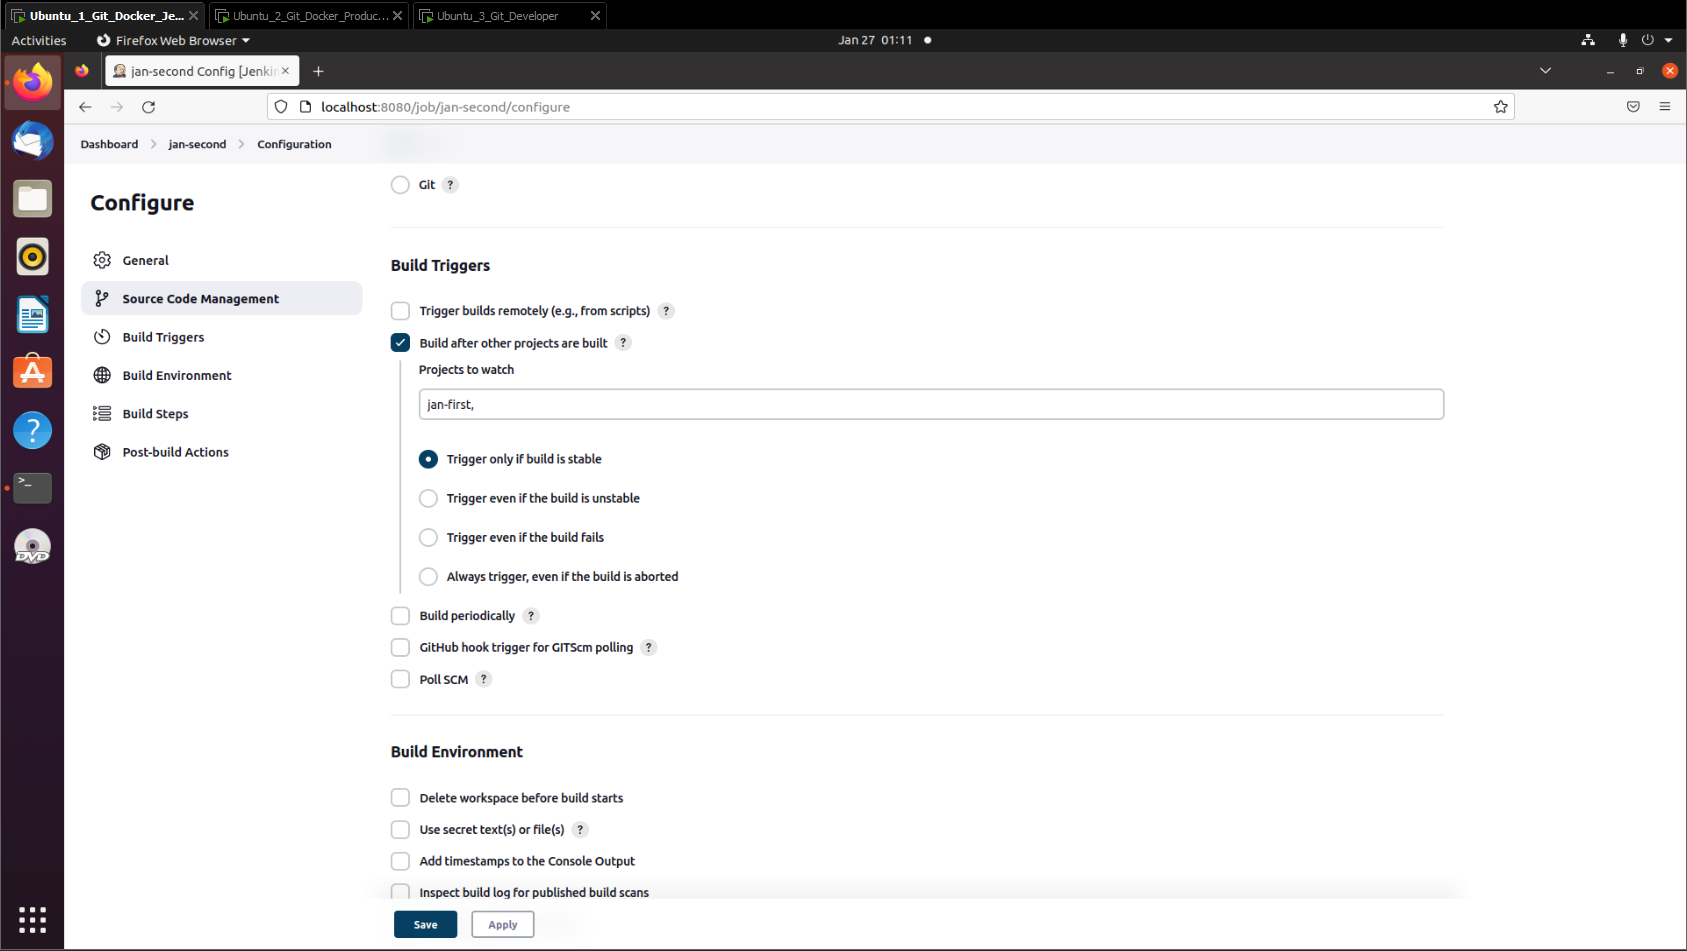 Ubuntu_1_Git_Docker_Je...
Ubuntu_2_Git_Docker_Produc...
Ubuntu_3_Git_Developer
Activities
Firefox Web Browser
Jan 27 01:11
jan-second Config [Jenkin
localhost:8080/job/jan-second/configure
Dashboard
jan-second
Configuration
Configure
General
Source Code Management
Build Triggers
Build Environment
Build Steps
Post-build Actions
Git ?
Build Triggers
Trigger builds remotely (e.g., from scripts) ?
Build after other projects are built ?
Projects to watch
jan-first,
Trigger only if build is stable
Trigger even if the build is unstable
Trigger even if the build fails
Always trigger, even if the build is aborted
Build periodically ?
GitHub hook trigger for GITScm polling ?
Poll SCM ?
Build Environment
Delete workspace before build starts
Use secret text(s) or file(s) ?
Add timestamps to the Console Output
Inspect build log for published build scans
Save
Apply
DVD